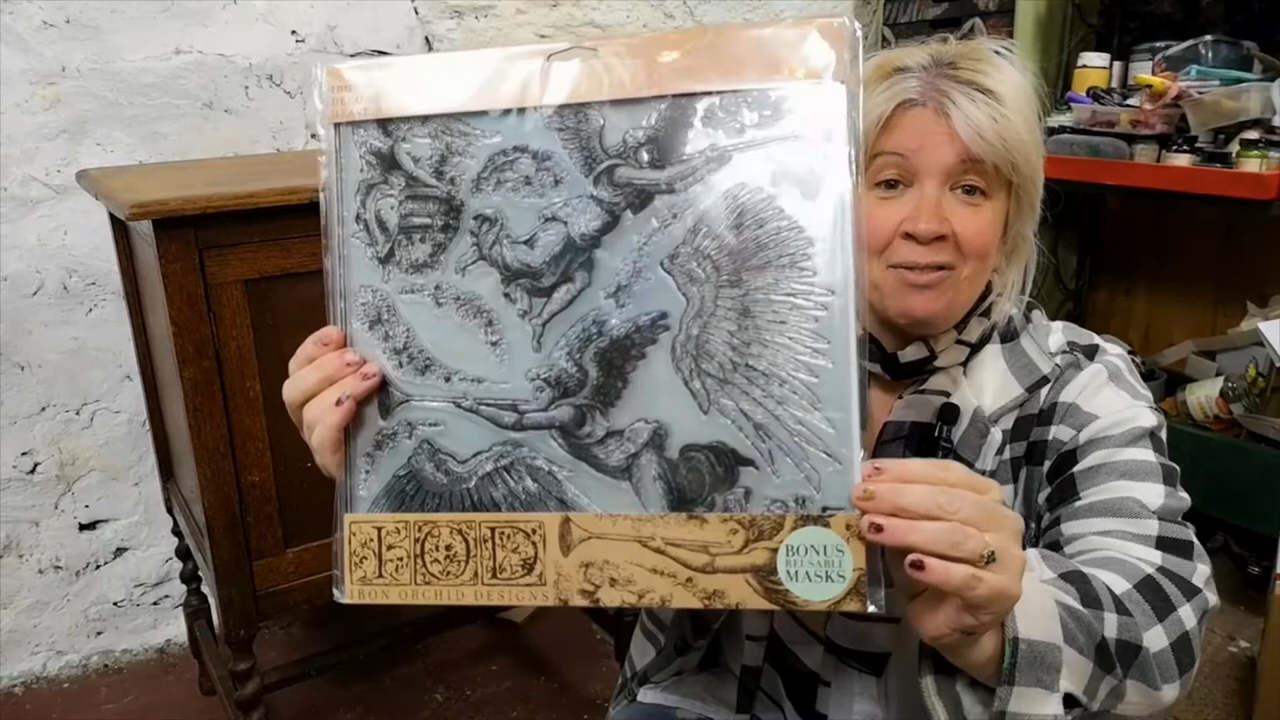 IOD
IRON ORCHID DESIGNS
BONUS
REUSABLE
MASKS